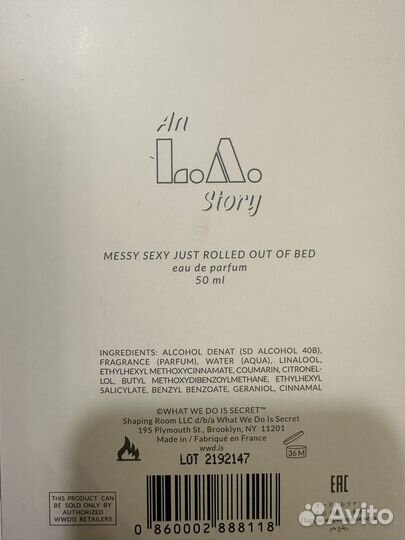 An
L.A.
Story
MESSY SEXY JUST ROLLED OUT OF BED
eau de parfum
50 ml
INGREDIENTS: ALCOHOL DENAT (SD ALCOHOL 40B),
FRAGRANCE (PARFUM), WATER (AQUA), LINALOOL,
ETHYLHEXYL METHOXYCINNAMATE, COUMARIN, CITRONEL-
LOL, BUTYL METHOXYDIBENZOYLMETHANE, ETHYLHEXYL
SALICYLATE, BENZYL BENZOATE, GERANIOL, CINNAMAL
©WHAT WE DO IS SECRET™
Shaping Room LLC d/b/a What We Do Is Secret
195 Plymouth St., Brooklyn, NY 11201
Made in / Fabriqué en France
wwd.is
LOT 2192147
36M
EAC
THIS PRODUCT CAN
BE SOLD ONLY BY
AUTHORIZED
WWDIS RETAILERS
0 860002 888118
Avito